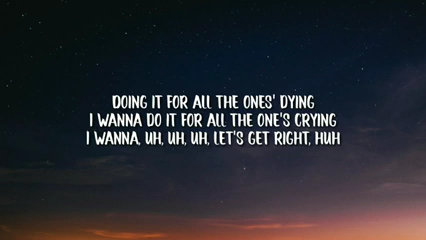 DOING IT FOR ALL THE ONES' DYING
I WANNA DO IT FOR ALL THE ONE'S CRYING
I WANNA, UH, UH, UH, LET'S GET RIGHT, HUH